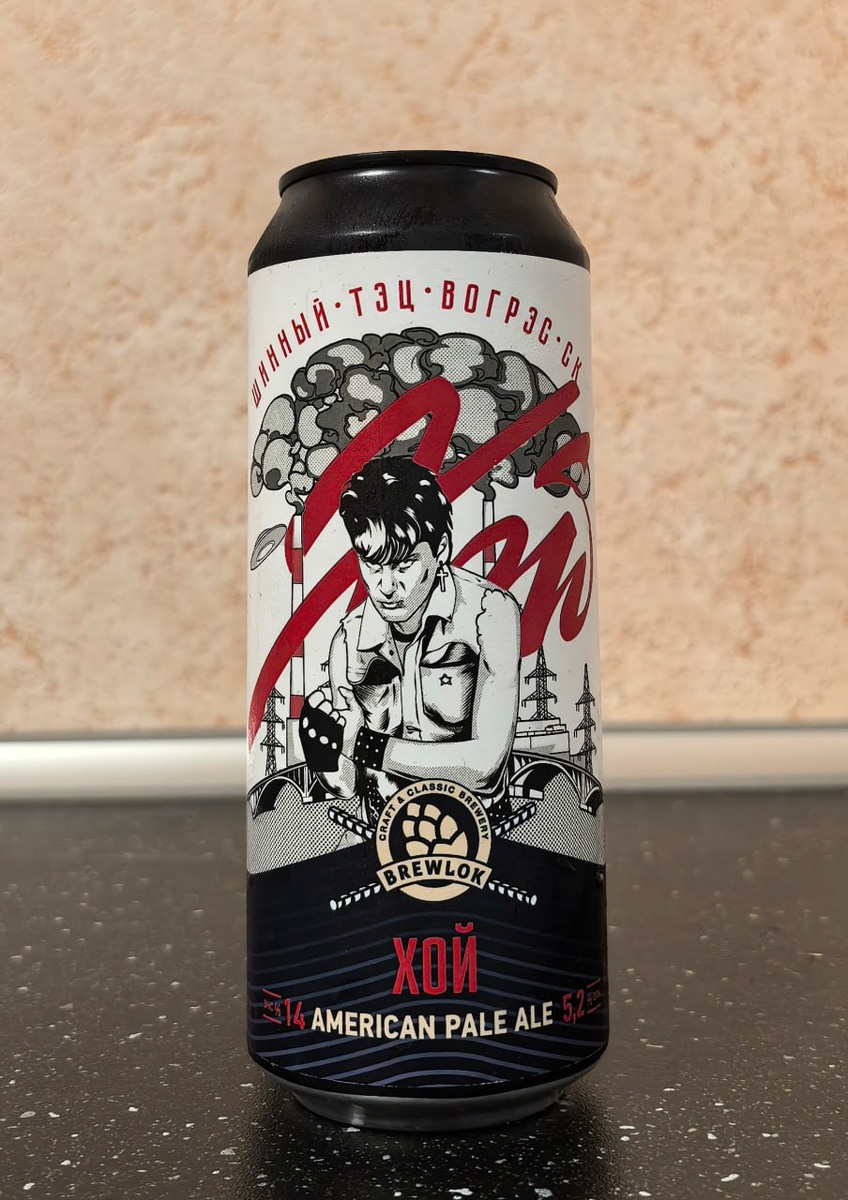 ШИННЫЙ · ТЭЦ · ВОГРЭС · СК
CRAFT & CLASSIC BREWERY
BREWLOK
ХОЙ
14 AMERICAN PALE ALE 5,2